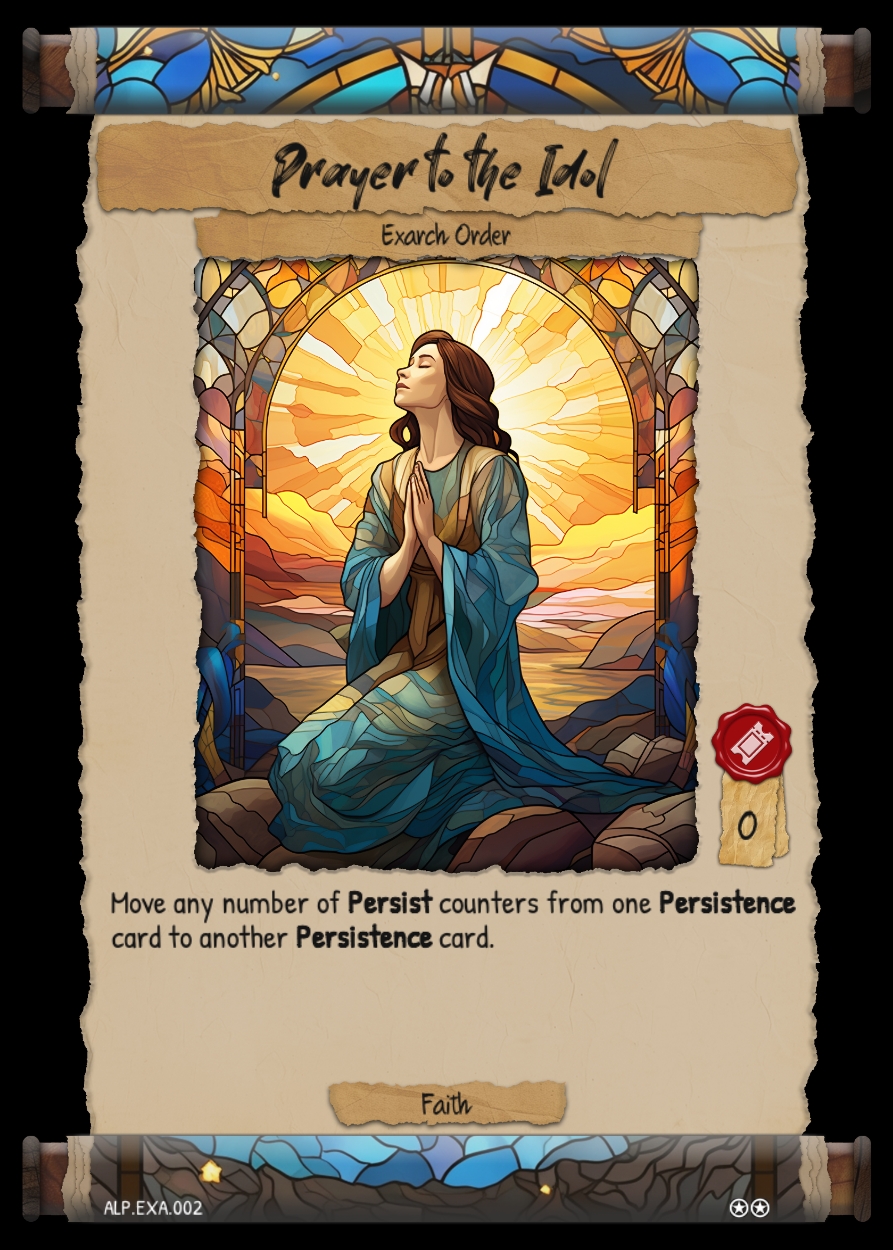 Prayer to the Idol
Exarch Order
0
Move any number of Persist counters from one Persistence
card to another Persistence card.
Faith
ALP.EXA.002